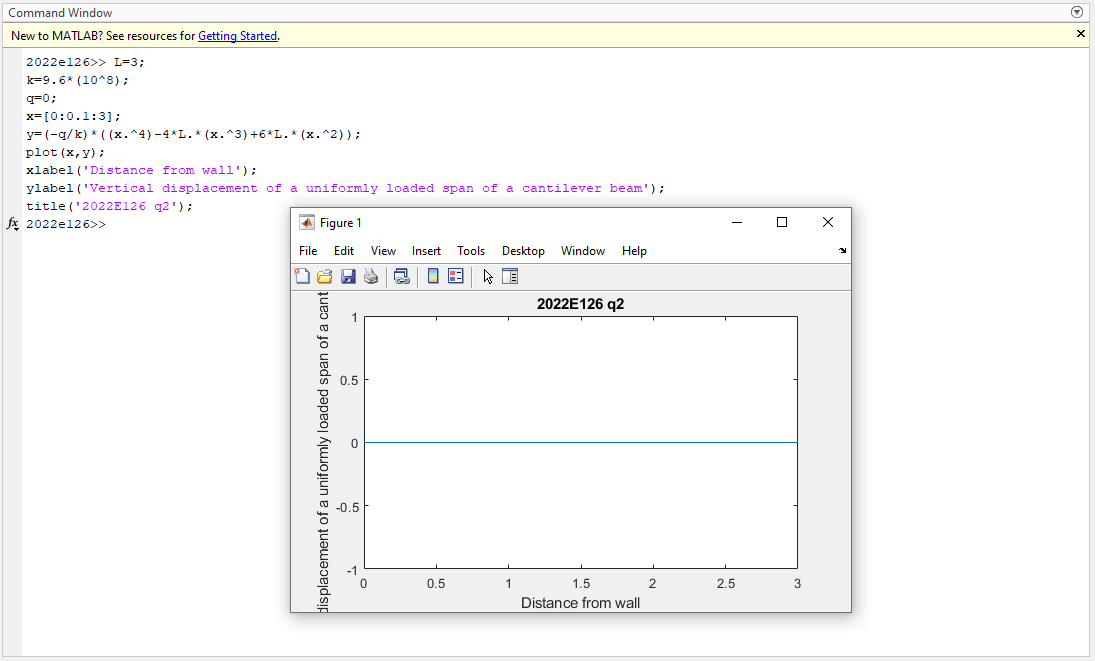 Command Window
New to MATLAB? See resources for Getting Started.
2022e126>> L=3;
k=9.6*(10^8);
q=0;
x=[0:0.1:3];
y=(-q/k)*((x.^4)-4*L.*(x.^3)+6*L.*(x.^2));
plot(x,y);
xlabel('Distance from wall');
ylabel('Vertical displacement of a uniformly loaded span of a cantilever beam');
title('2022E126 q2');
fx 2022e126>>
Figure 1
File Edit View Insert Tools Desktop Window Help
2022E126 q2
displacement of a uniformly loaded span of a cant
1
0.5
0
-0.5
-1
0 0.5 1 1.5 2 2.5 3
Distance from wall